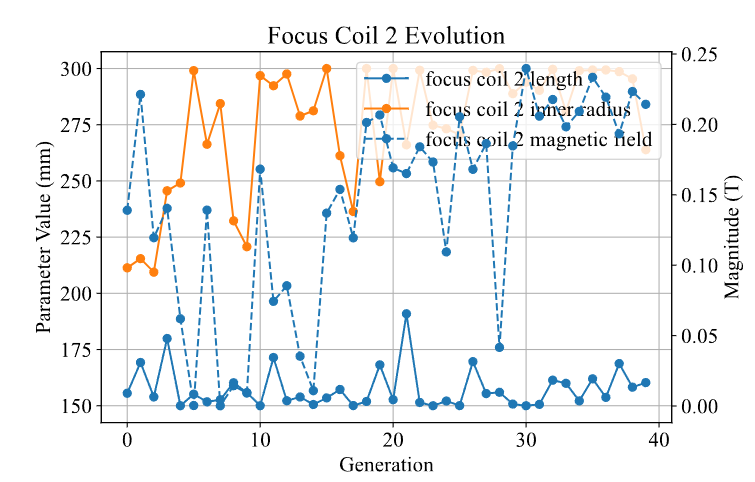 Focus Coil 2 Evolution
focus coil 2 length
focus coil 2 inner radius
focus coil 2 magnetic field
Parameter Value (mm)
300
275
250
225
200
175
150
0.25
0.20
0.15
0.10
0.05
0.00
Magnitude (T)
0 10 20 30 40
Generation